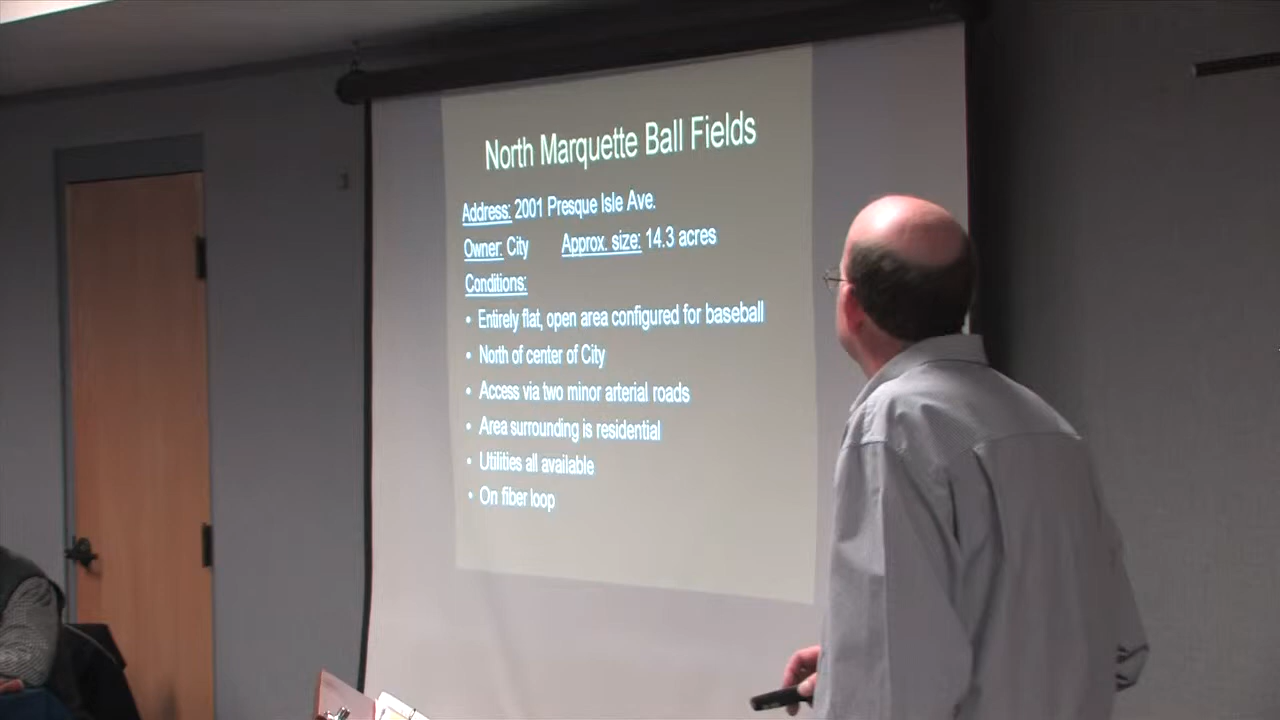 North Marquette Ball Fields
Address: 2001 Presque Isle Ave.
Owner: City Approx. size: 14.3 acres
Conditions:
• Entirely flat, open area configured for baseball
• North of center of City
• Access via two minor arterial roads
• Area surrounding is residential
• Utilities all available
• On fiber loop